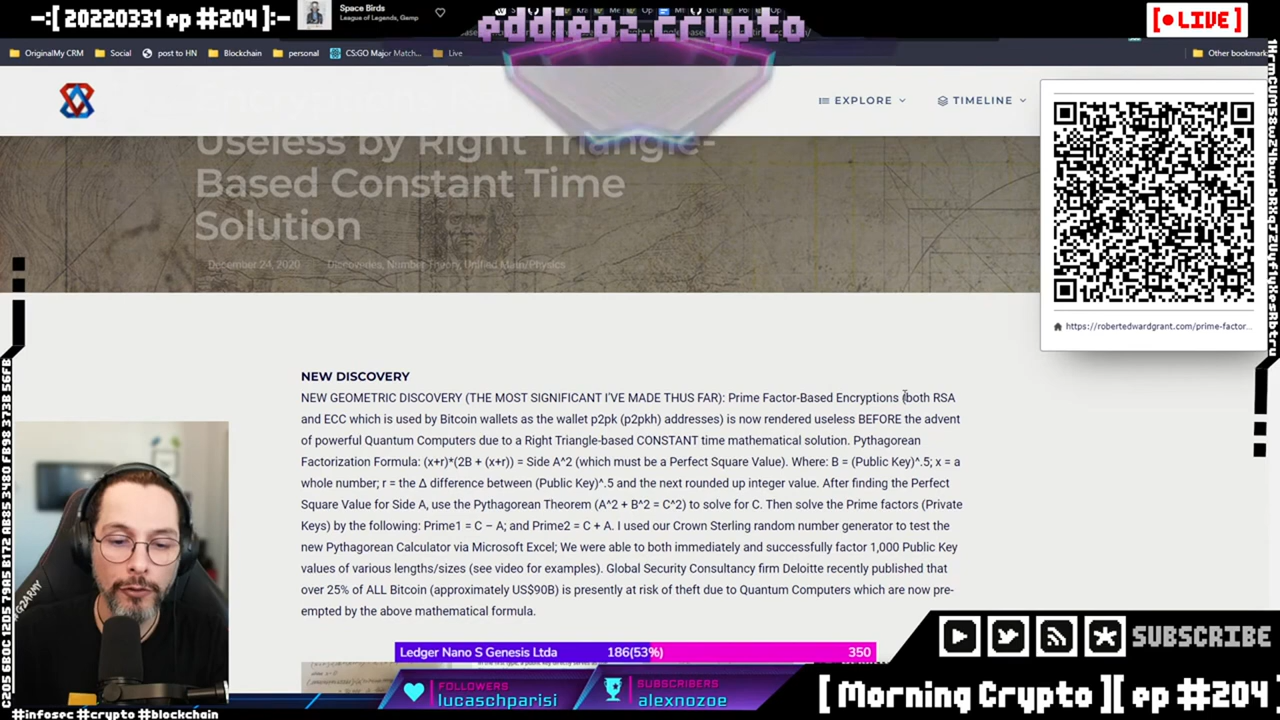 -:[ 20220331 ep #204 ]:-
Space Birds
League of Legends, Gamp
eddieoz.crypto
[● LIVE ]
OriginalMy CRM
Social
post to HN
Blockchain
personal
CS:GO Major Match...
Live
Other bookmark
EXPLORE
TIMELINE
Useless by Right Triangle-
Based Constant Time
Solution
December 24, 2020
Discoveries, Number Theory, Unified Math/Physics
https://robertedwardgrant.com/prime-factor...
NEW DISCOVERY
NEW GEOMETRIC DISCOVERY (THE MOST SIGNIFICANT I'VE MADE THUS FAR): Prime Factor-Based Encryptions (both RSA
and ECC which is used by Bitcoin wallets as the wallet p2pk (p2pkh) addresses) is now rendered useless BEFORE the advent
of powerful Quantum Computers due to a Right Triangle-based CONSTANT time mathematical solution. Pythagorean
Factorization Formula: (x+r)*(2B + (x+r)) = Side A^2 (which must be a Perfect Square Value). Where: B = (Public Key)^.5; x = a
whole number; r = the Δ difference between (Public Key)^.5 and the next rounded up integer value. After finding the Perfect
Square Value for Side A, use the Pythagorean Theorem (A^2 + B^2 = C^2) to solve for C. Then solve the Prime factors (Private
Keys) by the following: Prime1 = C – A; and Prime2 = C + A. I used our Crown Sterling random number generator to test the
new Pythagorean Calculator via Microsoft Excel; We were able to both immediately and successfully factor 1,000 Public Key
values of various lengths/sizes (see video for examples). Global Security Consultancy firm Deloitte recently published that
over 25% of ALL Bitcoin (approximately US$90B) is presently at risk of theft due to Quantum Computers which are now pre-
empted by the above mathematical formula.
Ledger Nano S Genesis Ltda
186(53%)
350
SUBSCRIBE
FOLLOWERS
lucaschparisi
SUBSCRIBERS
alexnozoe
[ Morning Crypto ][ ep #204 ]
#infosec #crypto #blockchain